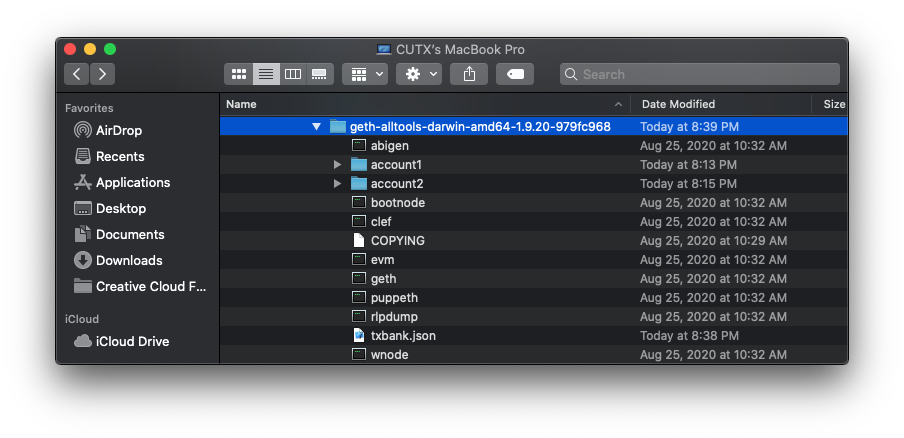 CUTX's MacBook Pro
Search
Favorites
AirDrop
Recents
Applications
Desktop
Documents
Downloads
Creative Cloud F...
iCloud
iCloud Drive
Name Date Modified Size
geth-alltools-darwin-amd64-1.9.20-979fc968 Today at 8:39 PM
abigen Aug 25, 2020 at 10:32 AM
account1 Today at 8:13 PM
account2 Today at 8:15 PM
bootnode Aug 25, 2020 at 10:32 AM
clef Aug 25, 2020 at 10:32 AM
COPYING Aug 25, 2020 at 10:29 AM
evm Aug 25, 2020 at 10:32 AM
geth Aug 25, 2020 at 10:32 AM
puppeth Aug 25, 2020 at 10:32 AM
rlpdump Aug 25, 2020 at 10:32 AM
txbank.json Today at 8:38 PM
wnode Aug 25, 2020 at 10:32 AM